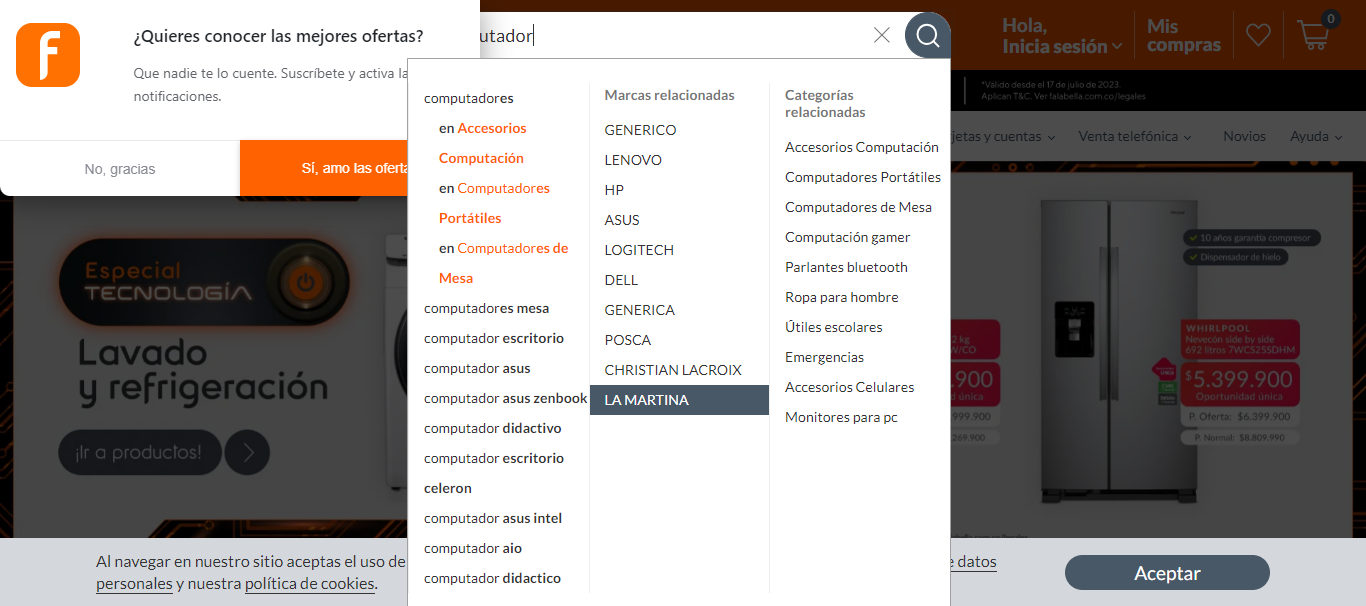 ¿Quieres conocer las mejores ofertas?
Que nadie te lo cuente. Suscríbete y activa la
notificaciones.
No, gracias
Sí, amo las oferta
utador
Hola,
Inicia sesión
Mis
compras
0
*Válido desde el 17 de julio de 2023.
Aplican T&C. Ver falabella.com.co/legales
jetas y cuentas
Venta telefónica
Novios
Ayuda
computadores
en Accesorios
Computación
en Computadores
Portátiles
en Computadores de
Mesa
computadores mesa
computador escritorio
computador asus
computador asus zenbook
computador didactivo
computador escritorio
celeron
computador asus intel
computador aio
computador didactico
Marcas relacionadas
GENERICO
LENOVO
HP
ASUS
LOGITECH
DELL
GENERICA
POSCA
CHRISTIAN LACROIX
LA MARTINA
Categorías
relacionadas
Accesorios Computación
Computadores Portátiles
Computadores de Mesa
Computación gamer
Parlantes bluetooth
Ropa para hombre
Útiles escolares
Emergencias
Accesorios Celulares
Monitores para pc
Especial
TECNOLOGÍA
Lavado
y refrigeración
¡Ir a productos!
10 años garantía compresor
Dispensador de hielo
2 kg
W/CO
.900
999.900
269.900
WHIRLPOOL
Nevecón side by side
692 litros 7WCS25SDHM
$5.399.900
Oportunidad única
P. Oferta: $6.399.900
P. Normal: $8.809.990
Al navegar en nuestro sitio aceptas el uso de
e datos
personales y nuestra política de cookies.
Aceptar